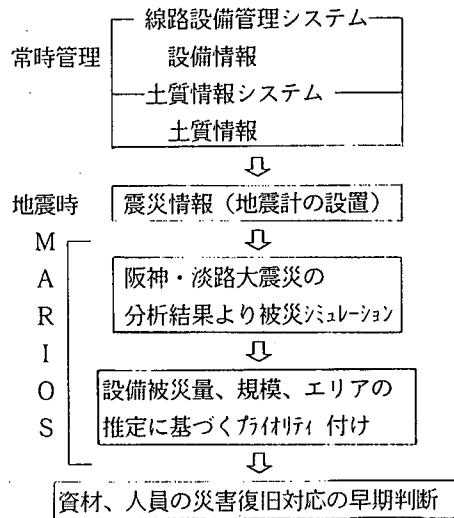 線路設備管理システム
常時管理
設備情報
土質情報システム
土質情報
地震時
震災情報（地震計の設置）
MARIOS
阪神・淡路大震災の
分析結果より被災ｼﾐｭﾚｰｼｮﾝ
設備被災量、規模、エリアの
推定に基づくﾌﾟﾗｲｵﾘﾃｨ 付け
資材、人員の災害復旧対応の早期判断